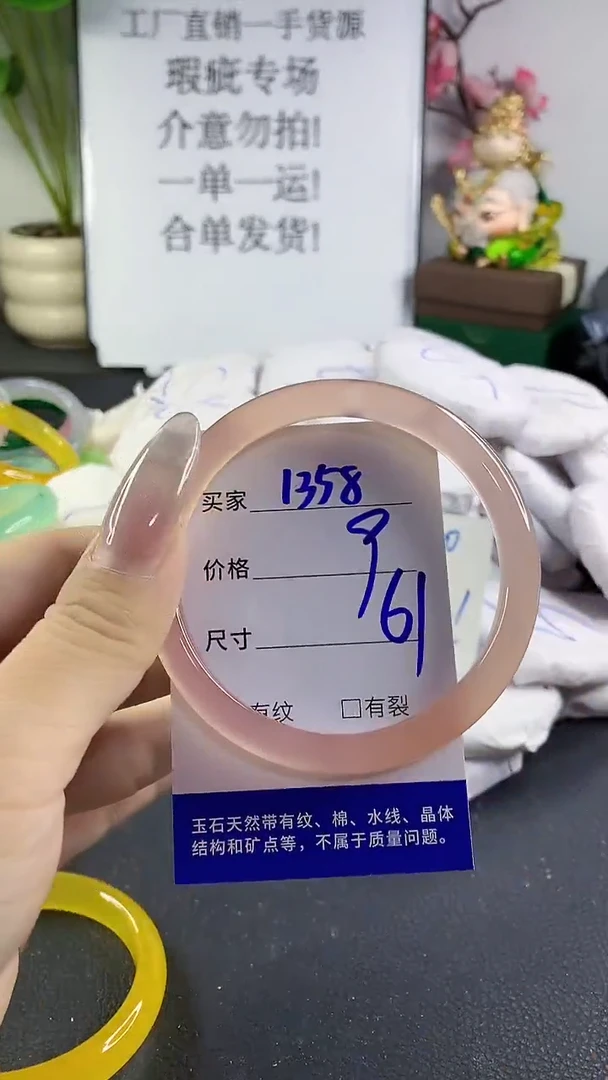 工厂直销一手货源
瑕疵专场
介意勿拍!
一单一运!
合单发货!
买家 1358
价格 9
尺寸 61
有纹 □有裂
玉石天然带有纹、棉、水线、晶体
结构和矿点等，不属于质量问题。